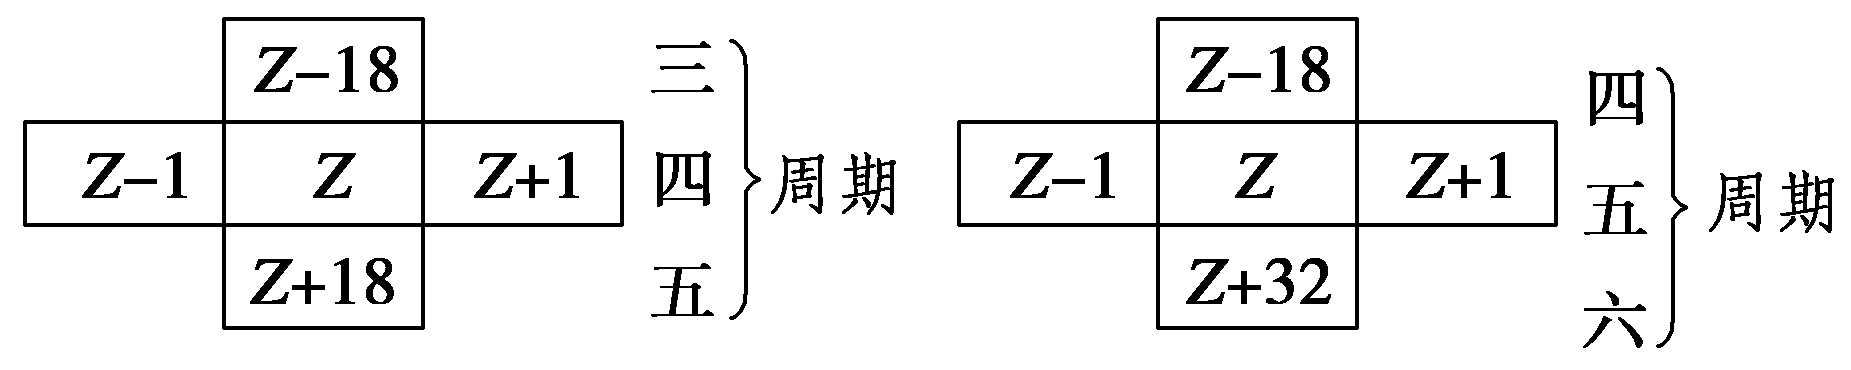 Z−18 三
Z−1 Z Z+1 四 周期
Z+18 五
Z−18 四
Z−1 Z Z+1 五 周期
Z+32 六